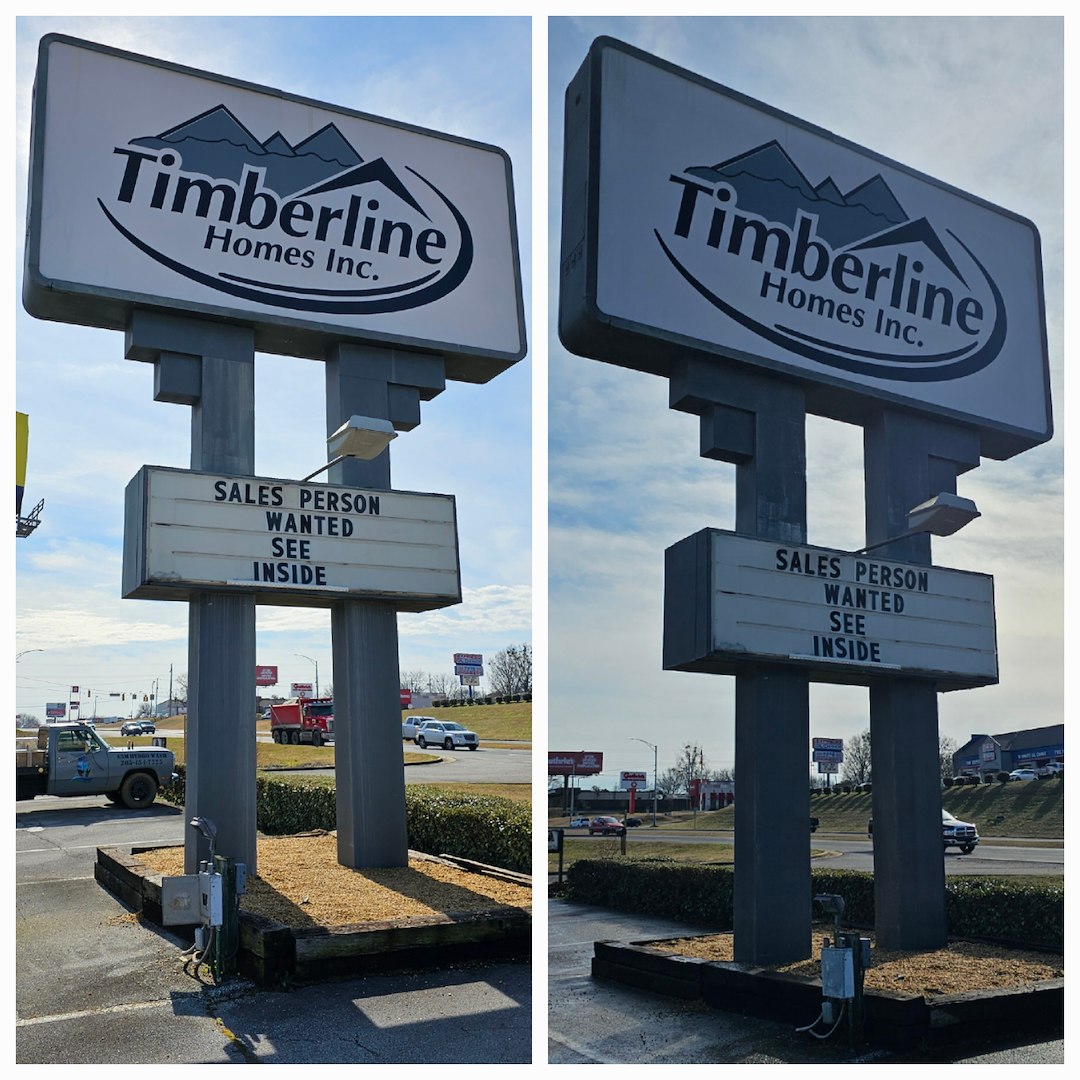 Timberline
Homes Inc.
SALES PERSON
WANTED
SEE
INSIDE
Timberline
Homes Inc.
SALES PERSON
WANTED
SEE
INSIDE